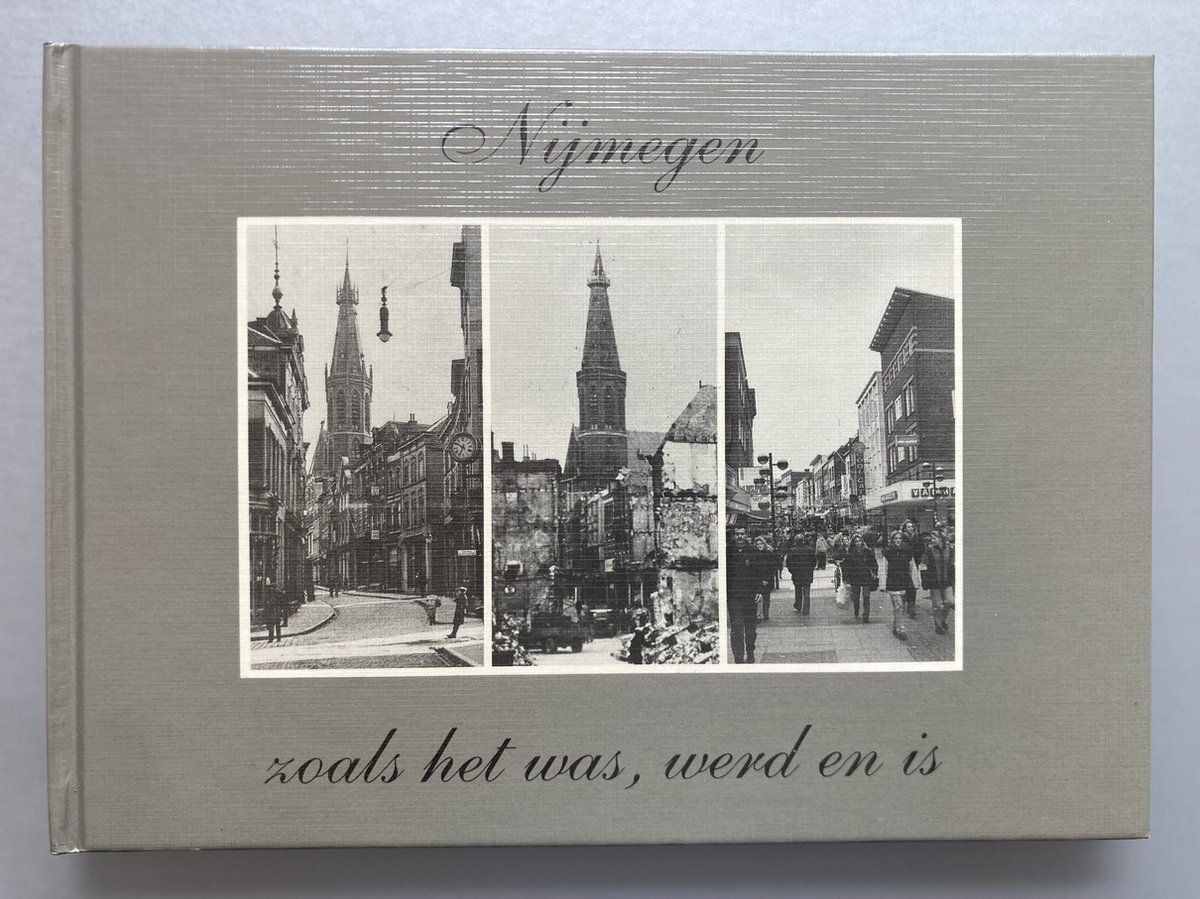 Nijmegen
zoals het was, werd en is